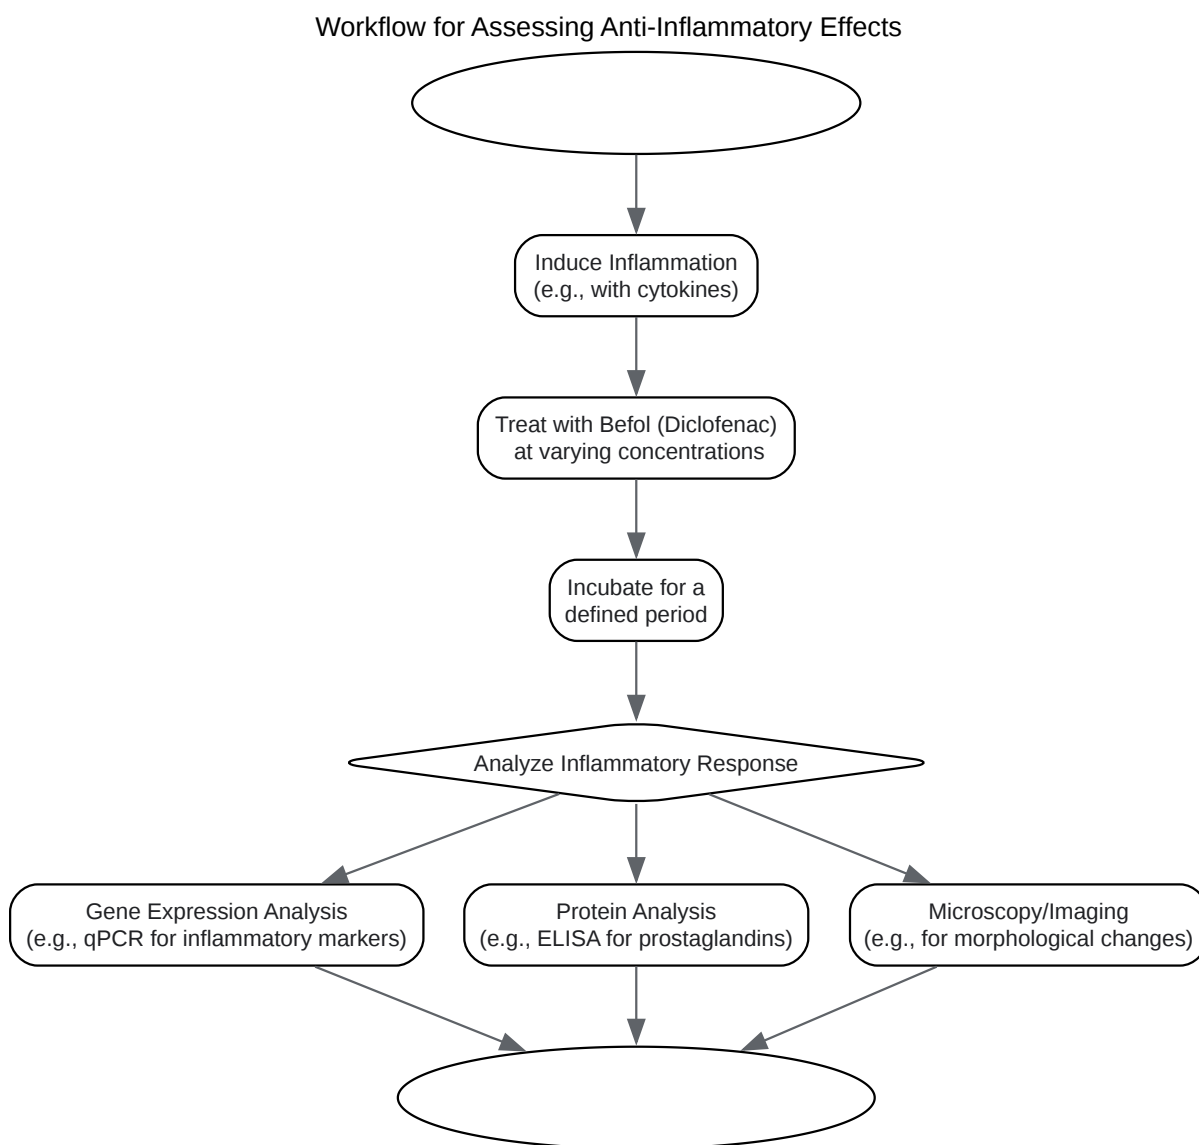 Workflow for Assessing Anti-Inflammatory Effects
Induce Inflammation
(e.g., with cytokines)
Treat with Befol (Diclofenac)
at varying concentrations
Incubate for a
defined period
Analyze Inflammatory Response
Gene Expression Analysis
(e.g., qPCR for inflammatory markers)
Protein Analysis
(e.g., ELISA for prostaglandins)
Microscopy/Imaging
(e.g., for morphological changes)